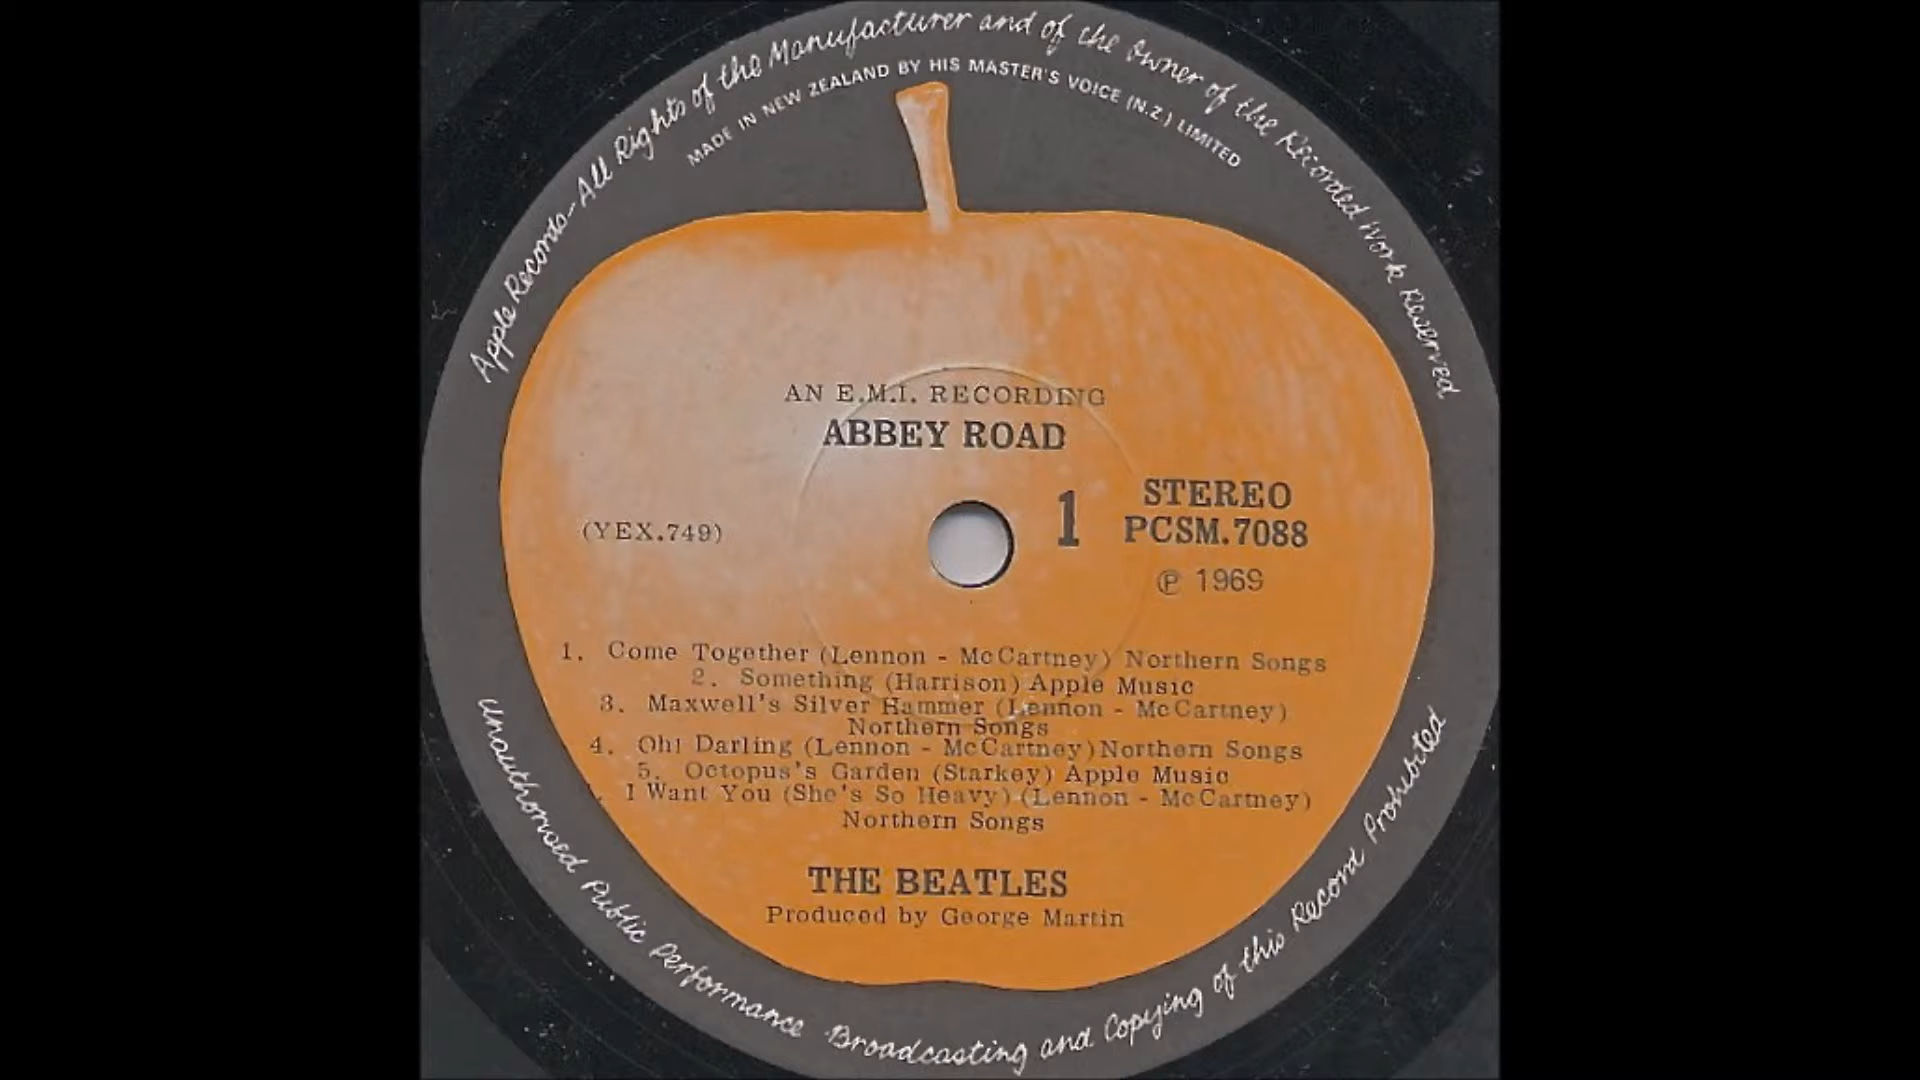 Apple Records-All Rights of the Manufacturer and of the Owner of the Recorded Work Reserved
MADE IN NEW ZEALAND BY HIS MASTER'S VOICE (N.Z.) LIMITED
AN E.M.I. RECORDING
ABBEY ROAD
(YEX.749)
1
STEREO
PCSM.7088
℗ 1969
1. Come Together (Lennon - McCartney) Northern Songs
2. Something (Harrison) Apple Music
3. Maxwell's Silver Hammer (Lennon - McCartney)
Northern Songs
4. Oh! Darling (Lennon - McCartney) Northern Songs
5. Octopus's Garden (Starkey) Apple Music
. I Want You (She's So Heavy) (Lennon - McCartney)
Northern Songs
THE BEATLES
Produced by George Martin
Unauthorised Public Performance Broadcasting and Copying of this Record Prohibited